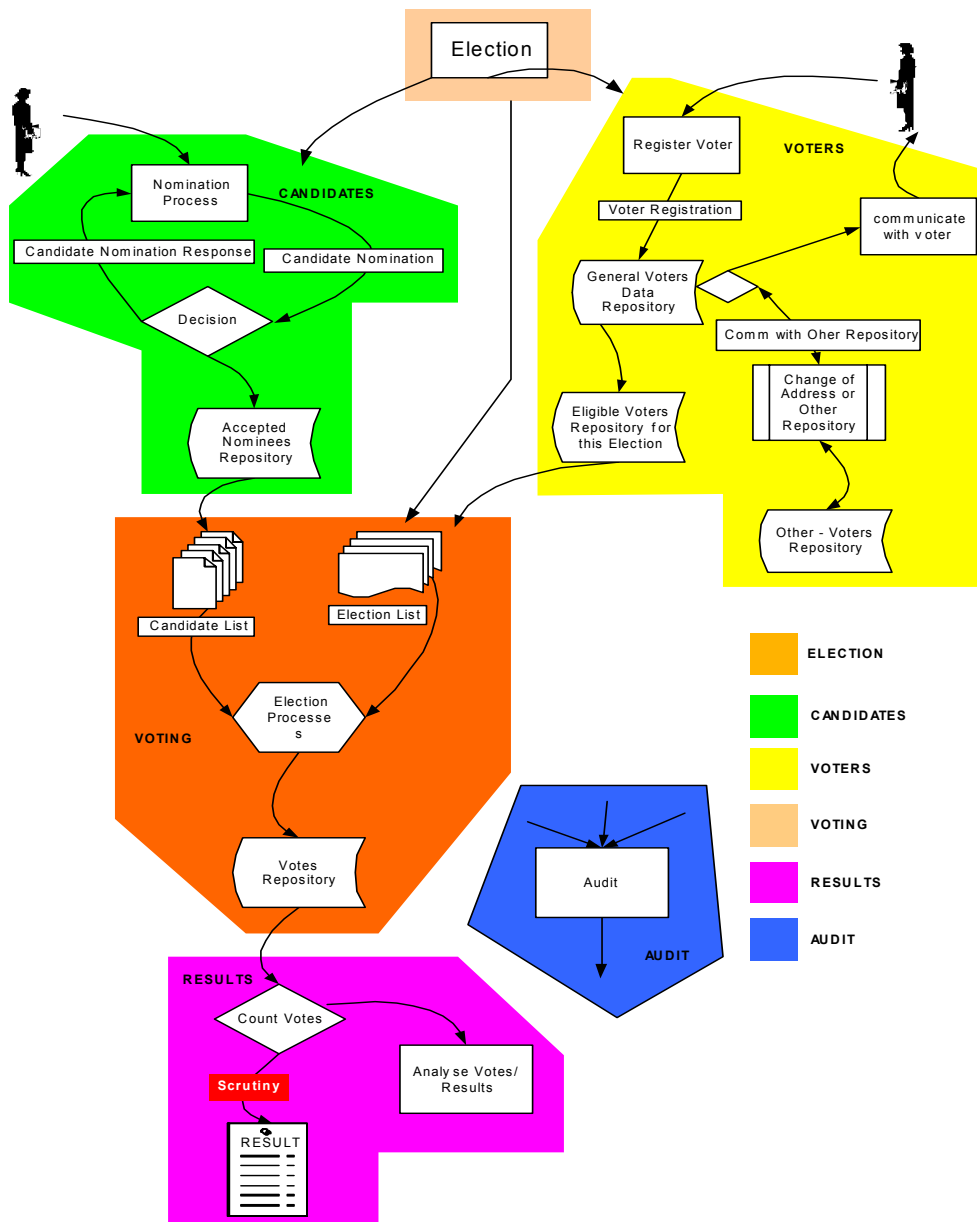 Election
Register Voter
VOTERS
Nomination
Process
CANDIDATES
Voter Registration
communicate
with voter
Candidate Nomination Response
Candidate Nomination
General Voters
Data
Repository
Decision
Comm with Oher Repository
Change of
Address or
Other
Repository
Accepted
Nominees
Repository
Eligible Voters
Repository for
this Election
Other - Voters
Repository
Candidate List
Election List
Election
Processe
s
VOTING
ELECTION
CANDIDATES
VOTERS
VOTING
RESULTS
AUDIT
Votes
Repository
Audit
AUDIT
RESULTS
Count Votes
Analyse Votes/
Results
Scrutiny
RESULT